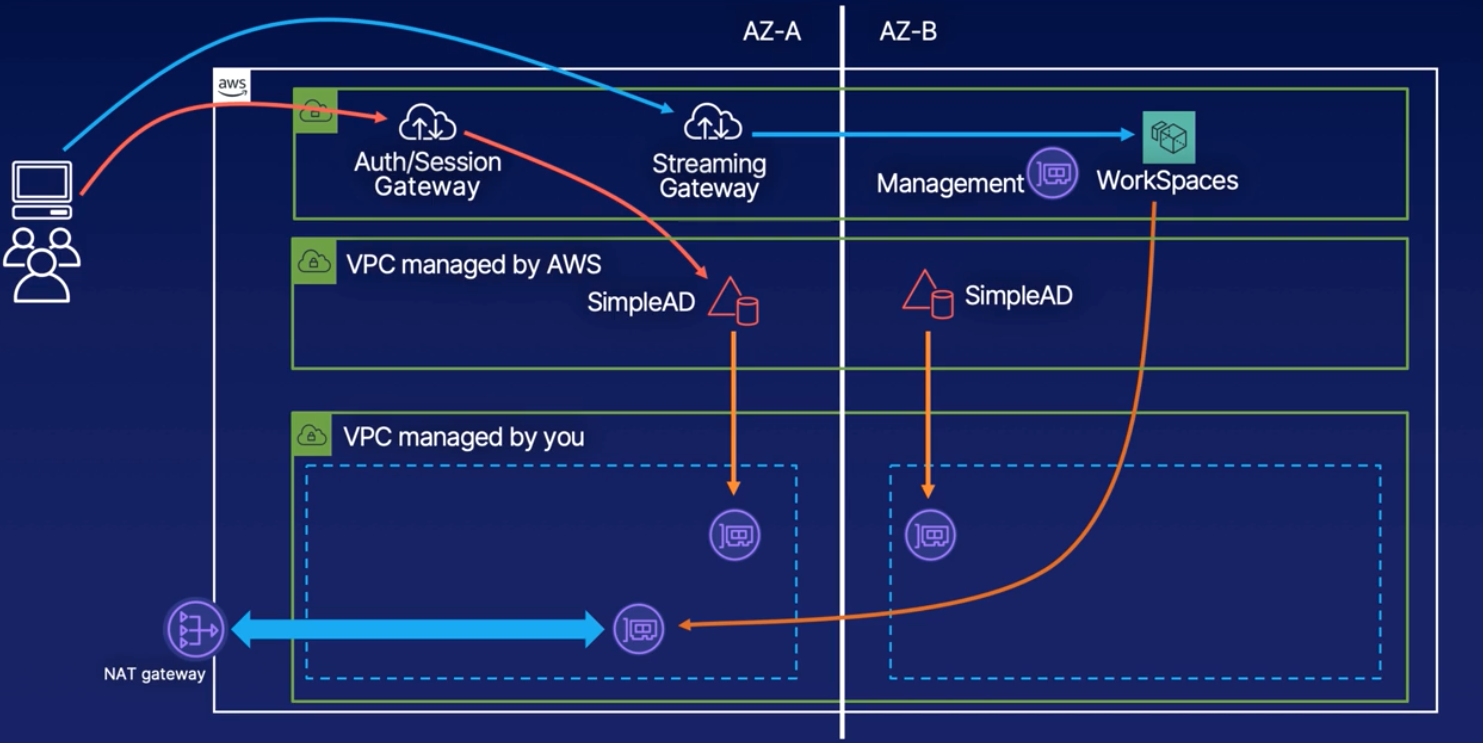 AZ-A
AZ-B
aws
Auth/Session
Gateway
Streaming
Gateway
Management
WorkSpaces
VPC managed by AWS
SimpleAD
SimpleAD
VPC managed by you
NAT gateway